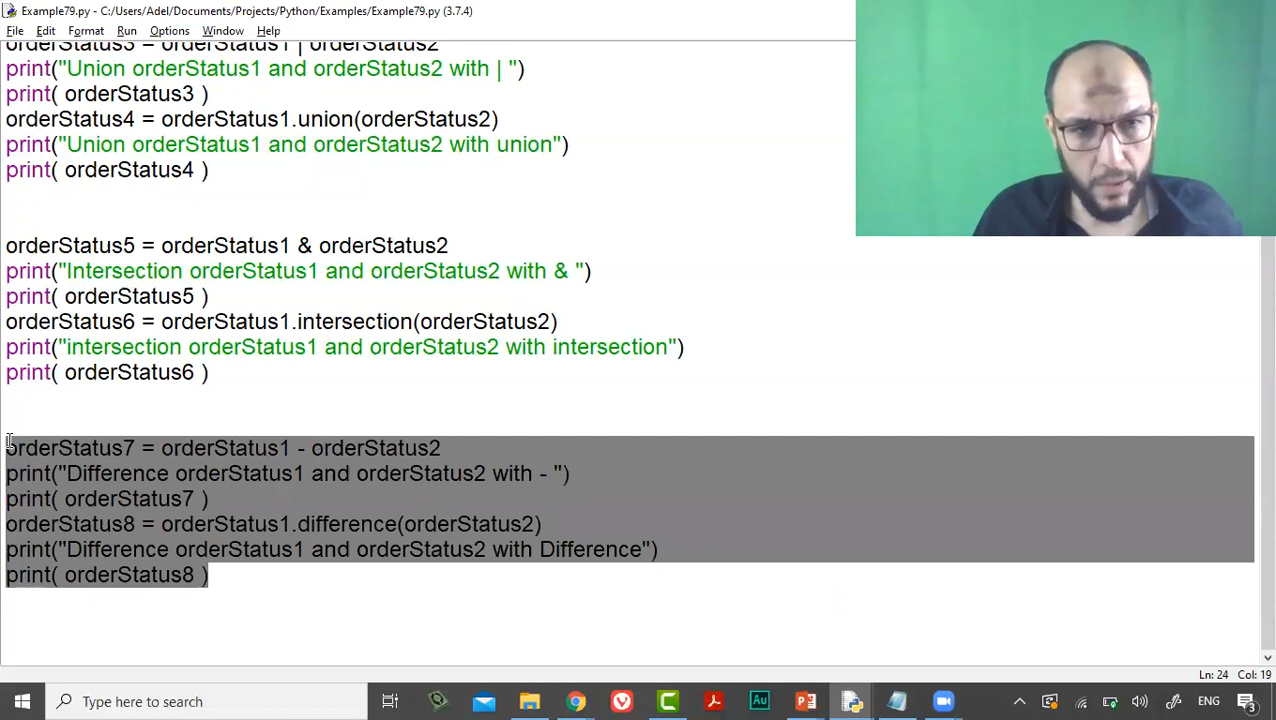 Example79.py - C:/Users/Adel/Documents/Projects/Python/Examples/Example79.py (3.7.4)
File Edit Format Run Options Window Help
orderStatus3 = orderStatus1 | orderStatus2
print("Union orderStatus1 and orderStatus2 with | ")
print( orderStatus3 )
orderStatus4 = orderStatus1.union(orderStatus2)
print("Union orderStatus1 and orderStatus2 with union")
print( orderStatus4 )
orderStatus5 = orderStatus1 & orderStatus2
print("Intersection orderStatus1 and orderStatus2 with & ")
print( orderStatus5 )
orderStatus6 = orderStatus1.intersection(orderStatus2)
print("intersection orderStatus1 and orderStatus2 with intersection")
print( orderStatus6 )
orderStatus7 = orderStatus1 - orderStatus2
print("Difference orderStatus1 and orderStatus2 with - ")
print( orderStatus7 )
orderStatus8 = orderStatus1.difference(orderStatus2)
print("Difference orderStatus1 and orderStatus2 with Difference")
print( orderStatus8 )
Ln: 24 Col: 19
Type here to search
Au
ENG
3